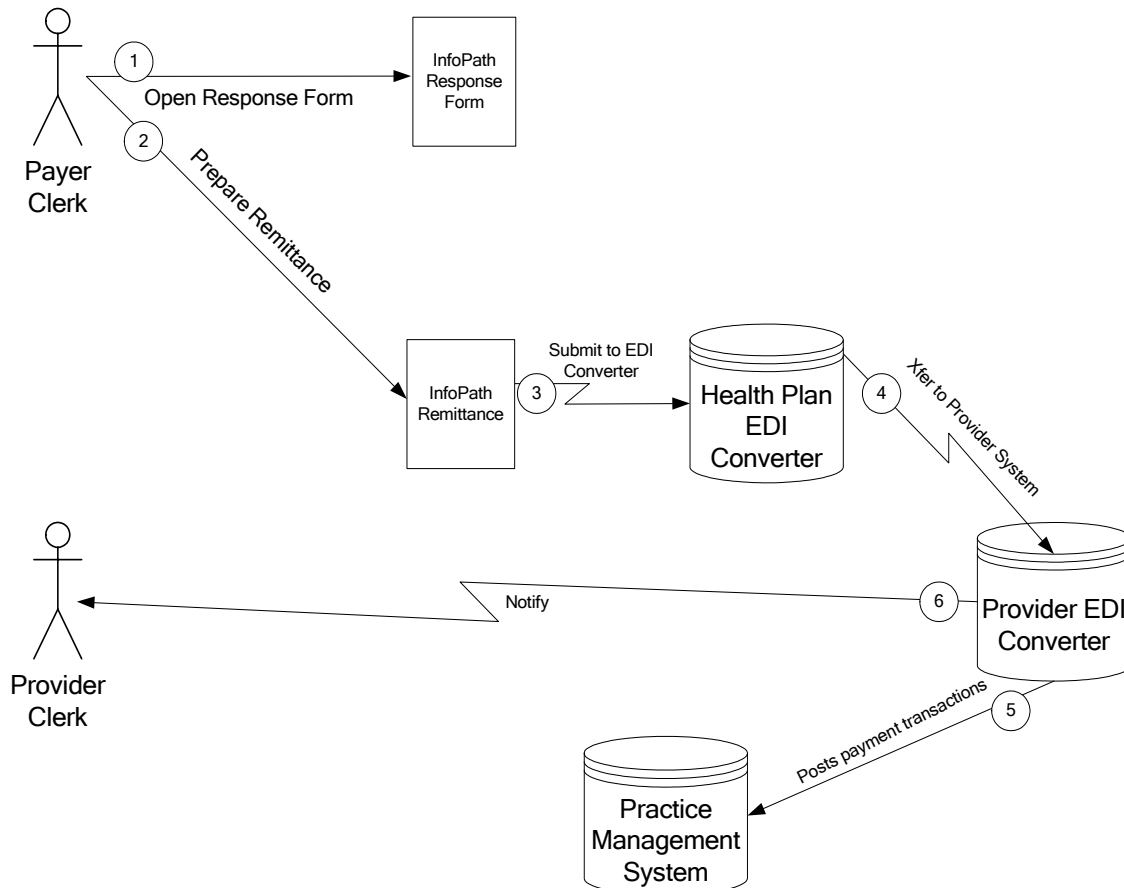 1
InfoPath
Response
Form
Open Response Form
2
Payer
Clerk
Prepare Remittance
InfoPath
Remittance
3
Submit to EDI
Converter
Health Plan
EDI
Converter
4
Xfer to Provider System
Provider
Clerk
Notify
6
Provider EDI
Converter
5
Posts payment transactions
Practice
Management
System